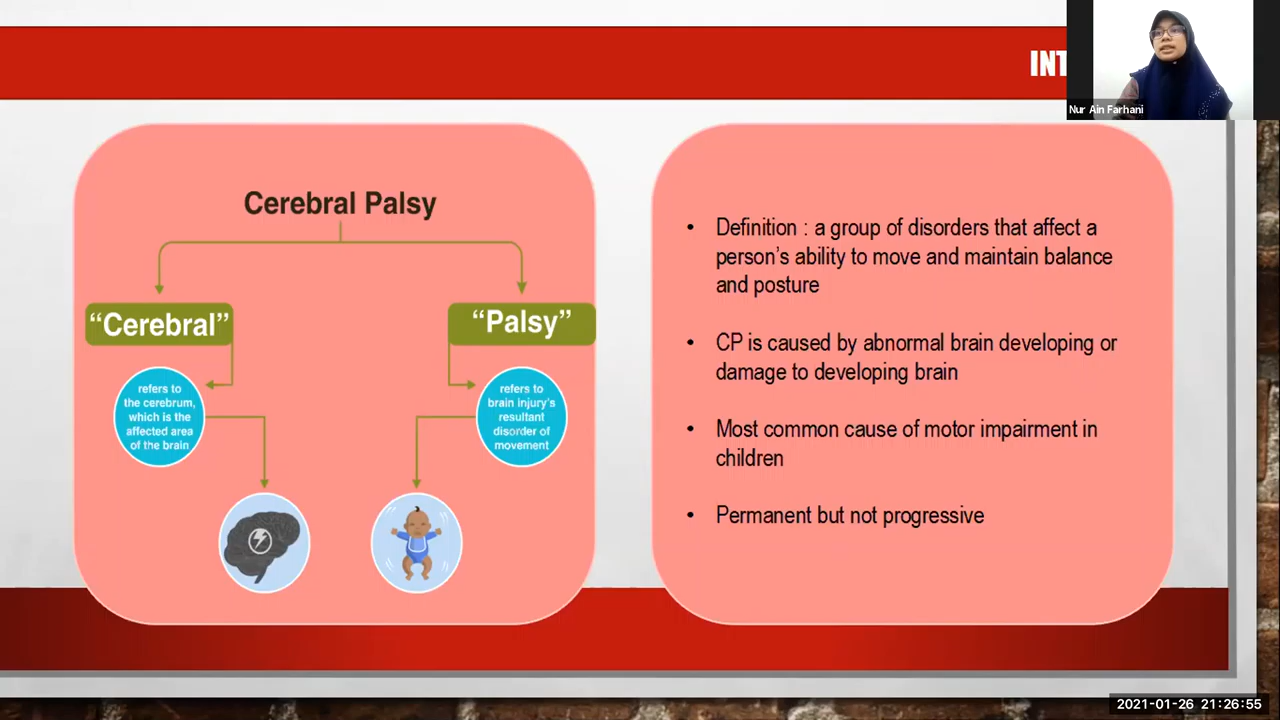 INT
Nur Ain Farhani
Cerebral Palsy
“Cerebral”
refers to
the cerebrum,
which is the
affected area
of the brain
“Palsy”
refers to
brain injury’s
resultant
disorder of
movement
• Definition : a group of disorders that affect a
person’s ability to move and maintain balance
and posture
• CP is caused by abnormal brain developing or
damage to developing brain
• Most common cause of motor impairment in
children
• Permanent but not progressive
2021-01-26 21:26:55